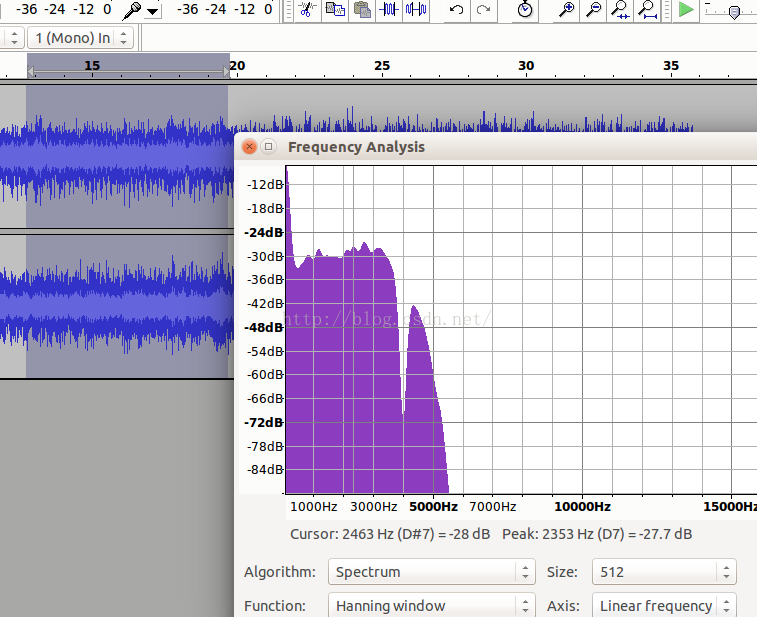 -36 -24 -12 0 -36 -24 -12 0
1 (Mono) In
15 20 25 30 35
Frequency Analysis
-12dB
-18dB
-24dB
-30dB
-36dB
-42dB
http://blog.csdn.net/
-48dB
-54dB
-60dB
-66dB
-72dB
-78dB
-84dB
1000Hz 3000Hz 5000Hz 7000Hz 10000Hz 15000Hz
Cursor: 2463 Hz (D#7) = -28 dB Peak: 2353 Hz (D7) = -27.7 dB
Algorithm: Spectrum Size: 512
Function: Hanning window Axis: Linear frequency